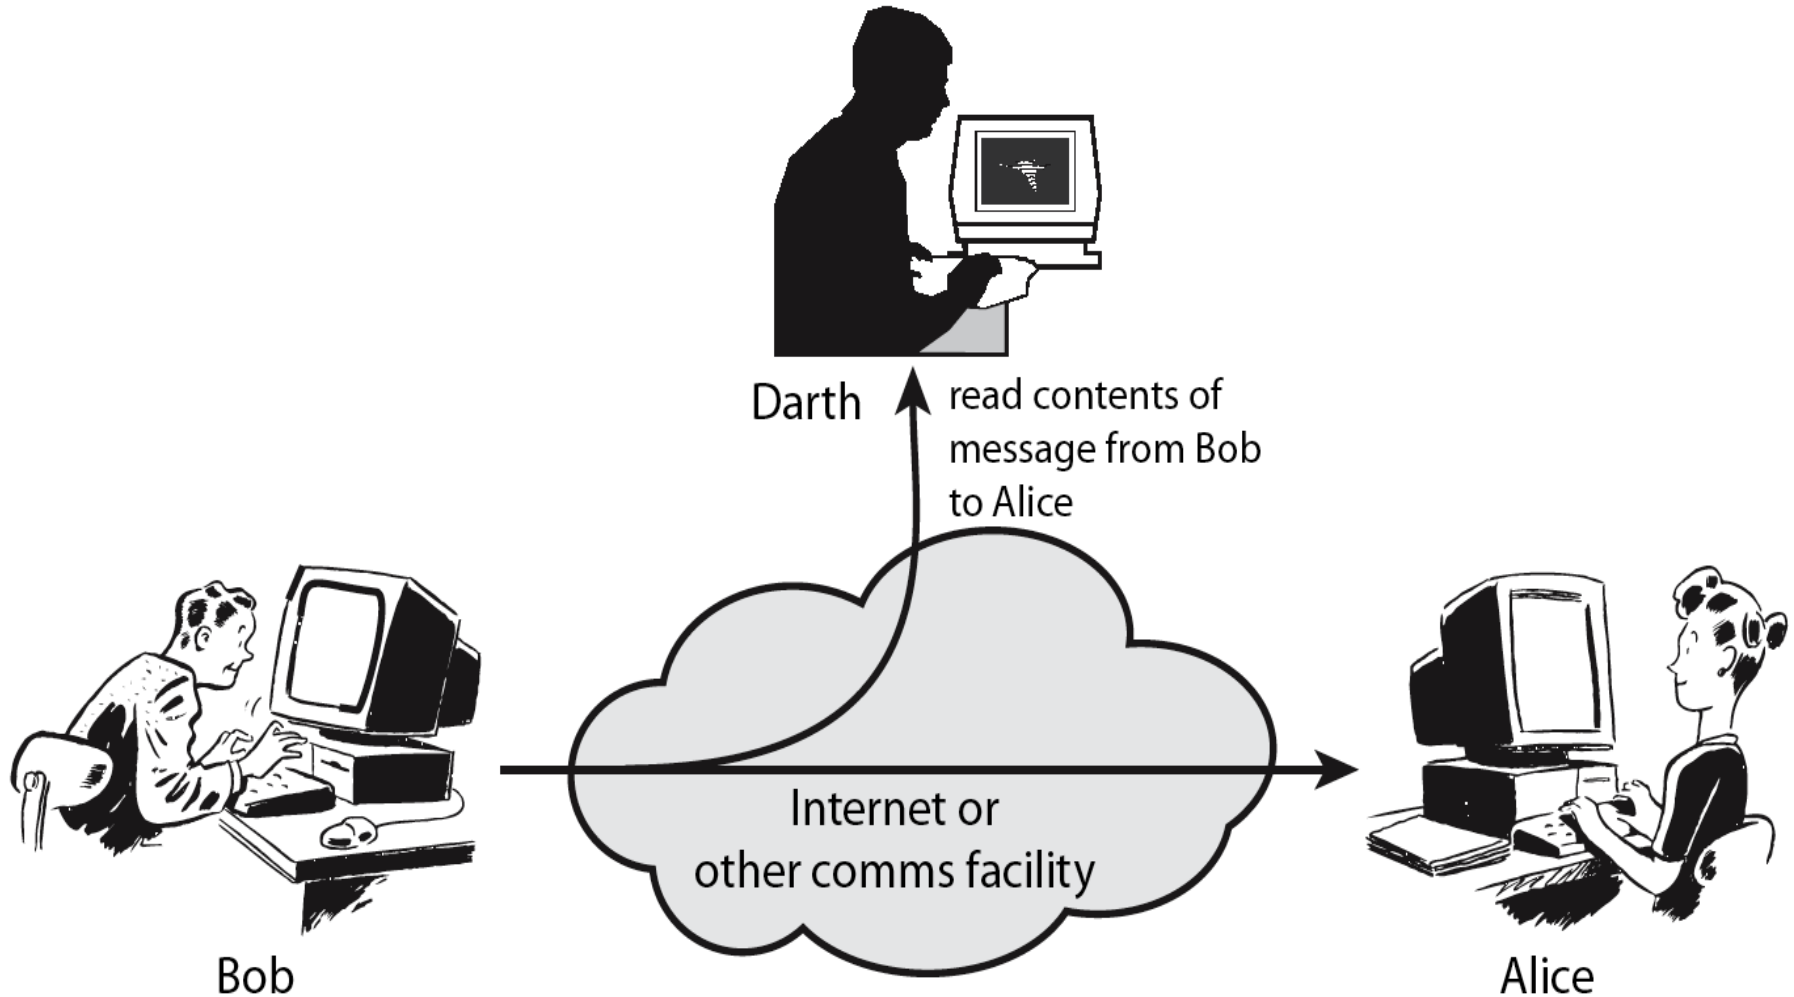 Darth
read contents of
message from Bob
to Alice
Internet or
other comms facility
Bob
Alice